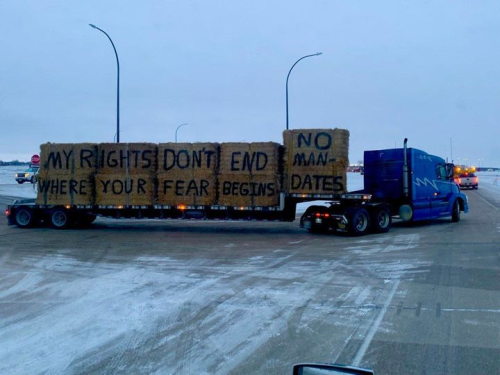 MY RIGHTS DON'T END
WHERE YOUR FEAR BEGINS
NO
MAN-
DATES